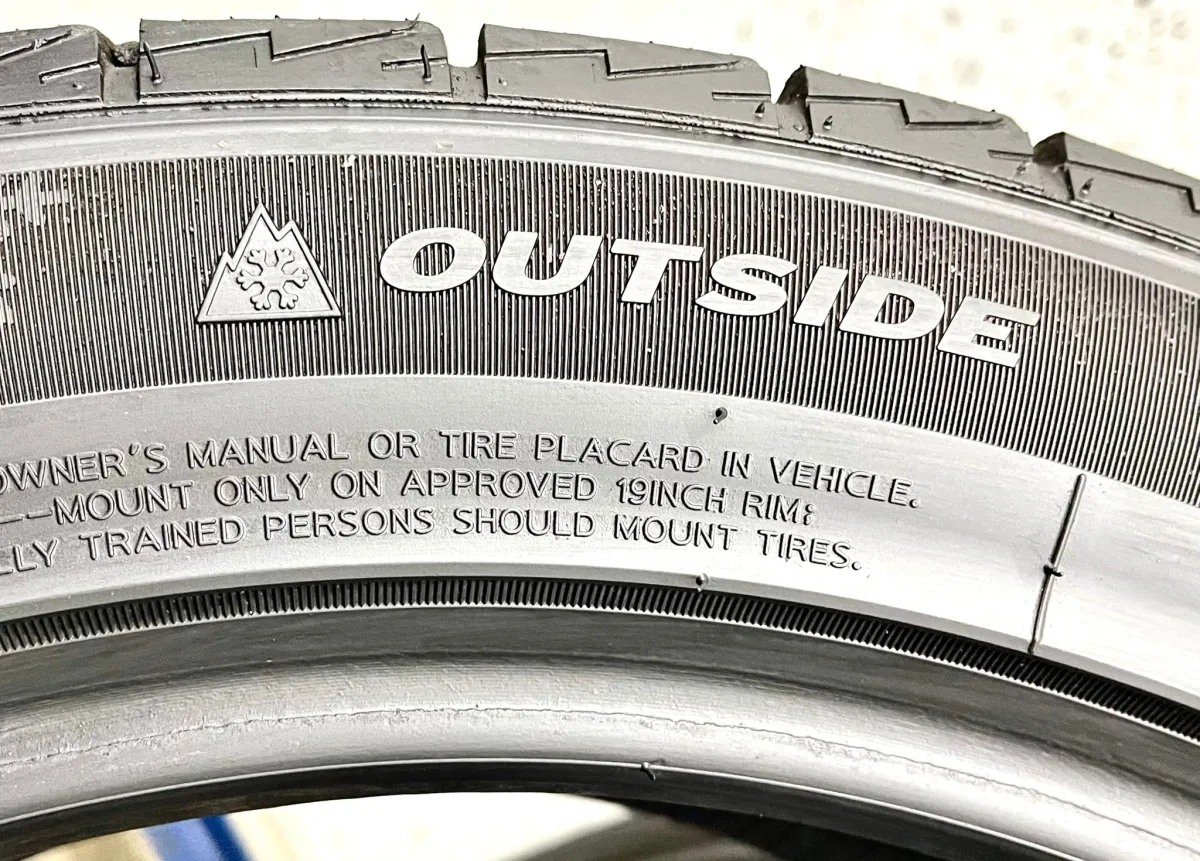 OUTSIDE
OWNER'S MANUAL OR TIRE PLACARD IN VEHICLE.
--MOUNT ONLY ON APPROVED 19INCH RIM;
TRAINED PERSONS SHOULD MOUNT TIRES.